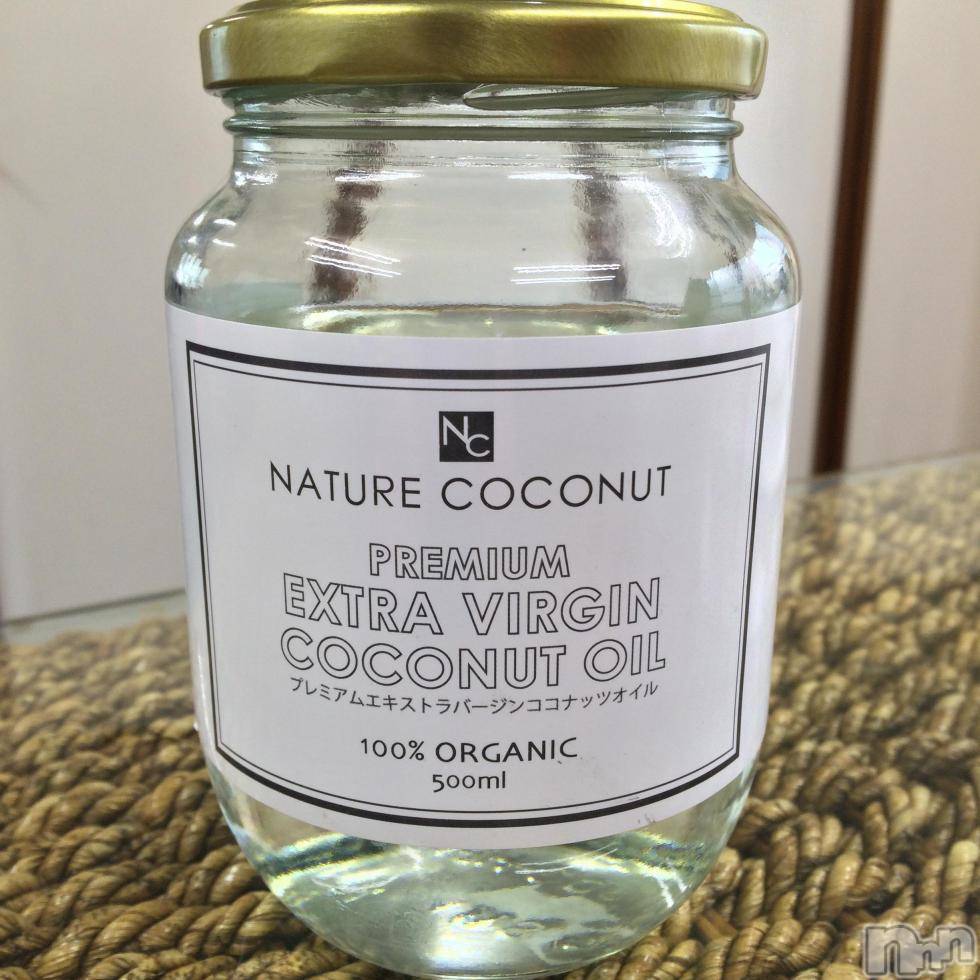 NC
NATURE COCONUT
PREMIUM
EXTRA VIRGIN
COCONUT OIL
プレミアムエキストラバージンココナッツオイル
100% ORGANIC
500ml
nnn